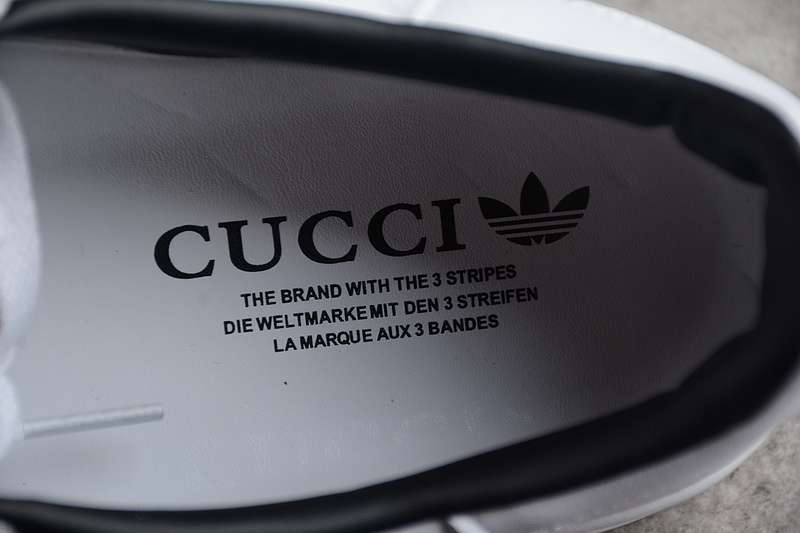 CUCCI
THE BRAND WITH THE 3 STRIPES
DIE WELTMARKE MIT DEN 3 STREIFEN
LA MARQUE AUX 3 BANDES